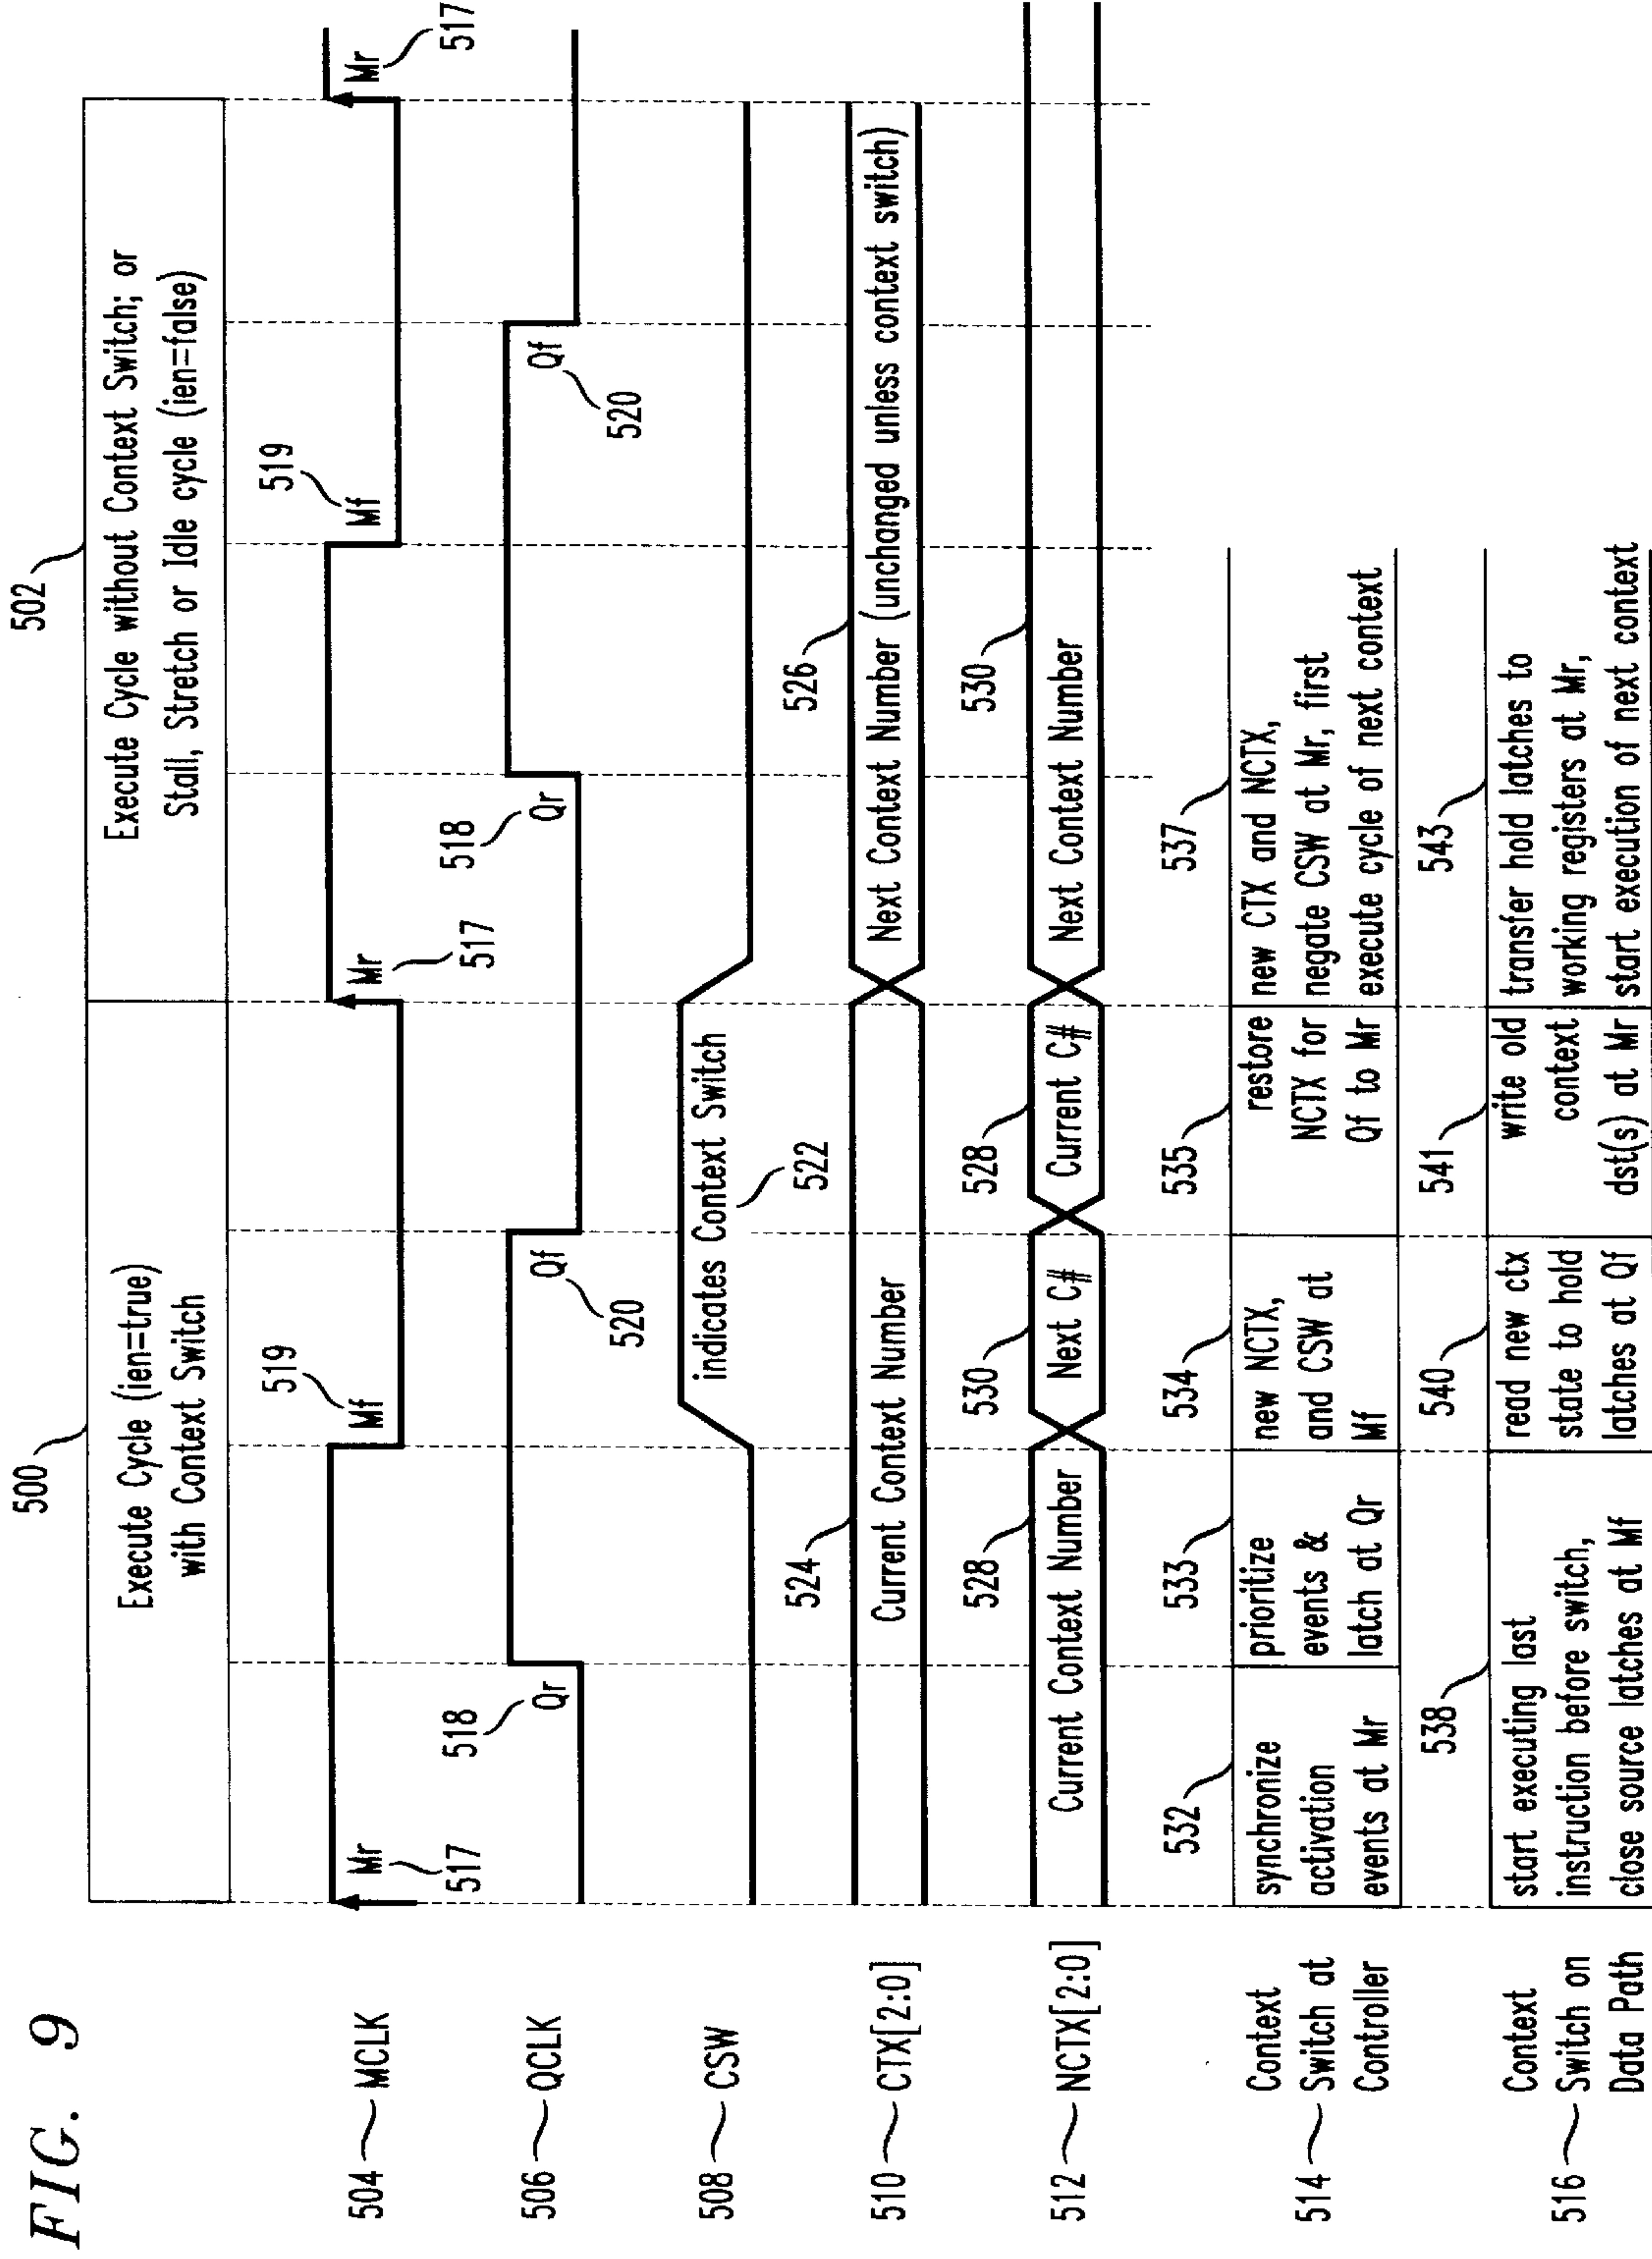 FIG. 9
500
502
Execute Cycle (ien=true)
with Context Switch
Execute Cycle without Context Switch; or
Stall, Stretch or Idle cycle (ien=false)
504
MCLK
Mr
517
Mf
519
Mr
517
Mf
519
Mr
517
506
QCLK
Qr
518
Qf
520
Qr
518
Qf
520
508
CSW
indicates Context Switch
522
510
CTX[2:0]
524
Current Context Number
526
Next Context Number (unchanged unless context switch)
512
NCTX[2:0]
528
Current Context Number
530
Next C#
528
Current C#
530
Next Context Number
514
Context
Switch at
Controller
532
synchronize
activation
events at Mr
533
prioritize
events &
latch at Qr
534
new NCTX,
and CSW at
Mf
535
restore
NCTX for
Qf to Mr
537
new CTX and NCTX,
negate CSW at Mr, first
execute cycle of next context
516
Context
Switch on
Data Path
538
start executing last
instruction before switch,
close source latches at Mf
540
read new ctx
state to hold
latches at Qf
541
write old
context
dst(s) at Mr
543
transfer hold latches to
working registers at Mr,
start execution of next context